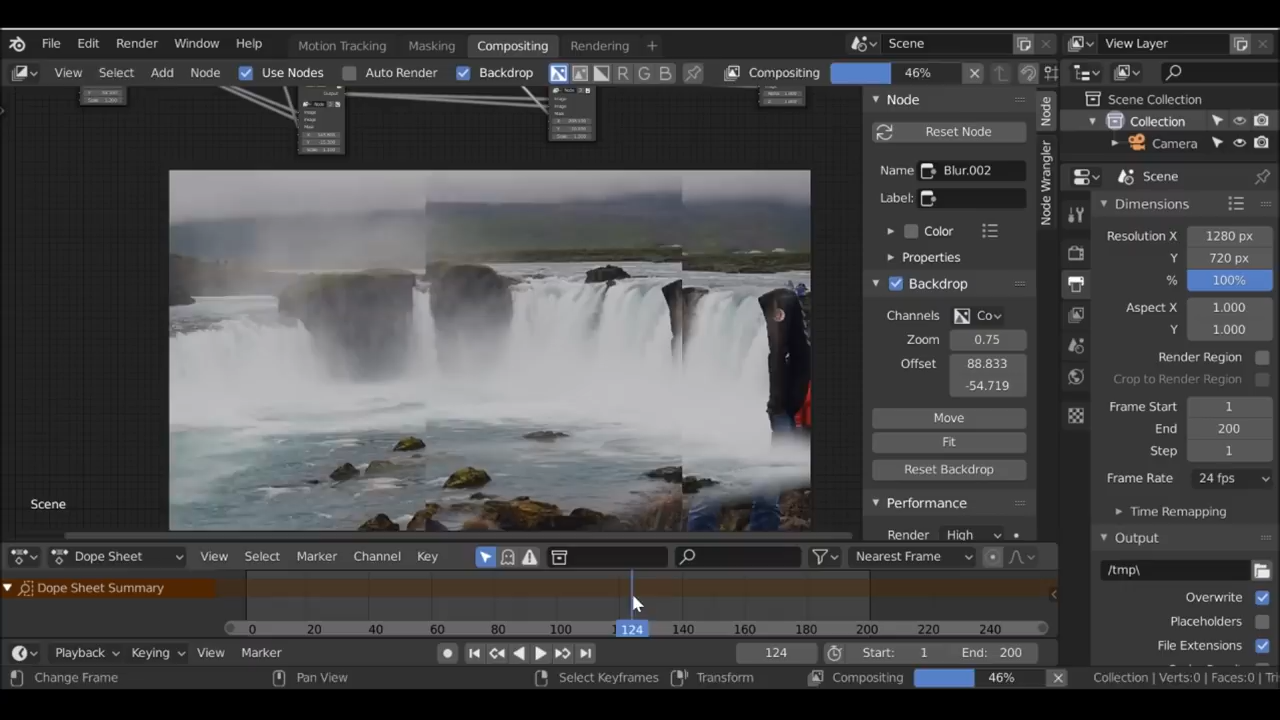 File Edit Render Window Help Motion Tracking Masking Compositing Rendering + Scene View Layer
View Select Add Node Use Nodes Auto Render Backdrop R G B Compositing 46%
Scene Collection
Collection
Camera
Node
Reset Node
Name Blur.002
Label:
Color
Properties
Backdrop
Channels Co
Zoom 0.75
Offset 88.833
-54.719
Move
Fit
Reset Backdrop
Performance
Render High
Node
Node Wrangler
Scene
Scene
Dimensions
Resolution X 1280 px
Y 720 px
% 100%
Aspect X 1.000
Y 1.000
Render Region
Crop to Render Region
Frame Start 1
End 200
Step 1
Frame Rate 24 fps
Time Remapping
Output
/tmp\
Overwrite
Placeholders
File Extensions
Dope Sheet View Select Marker Channel Key Nearest Frame
Dope Sheet Summary
0 20 40 60 80 100 124 140 160 180 200 220 240
Playback Keying View Marker 124 Start: 1 End: 200
Change Frame Pan View Select Keyframes Transform Compositing 46% Collection | Verts:0 | Faces:0 | Tri